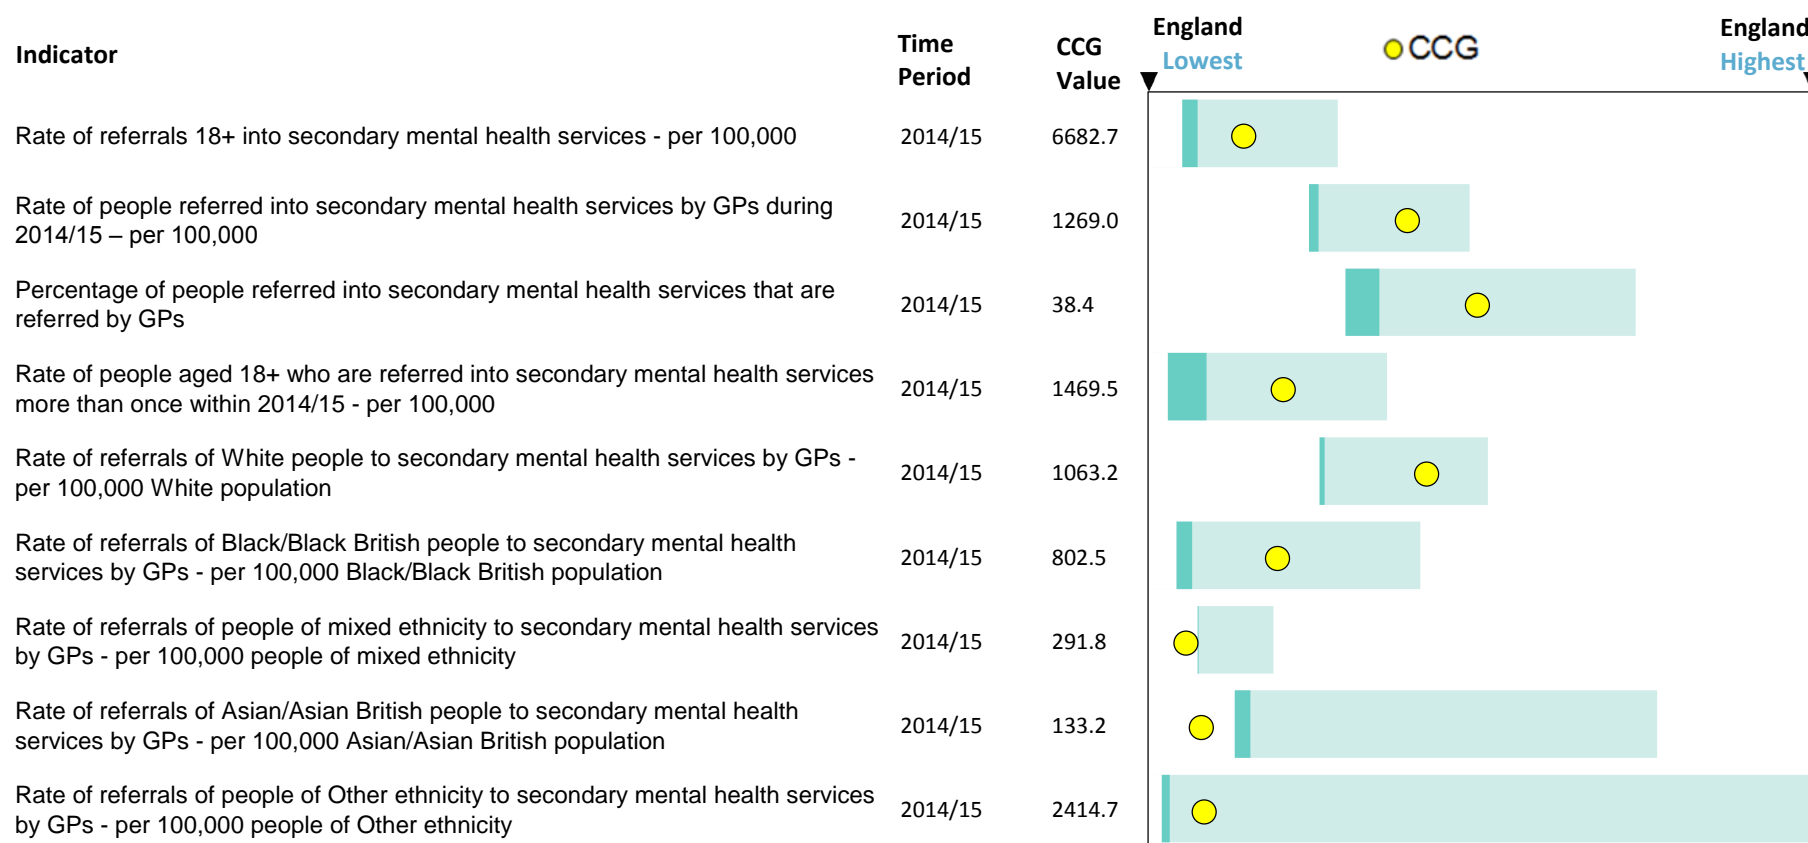 Indicator
Time Period
CCG Value
England Lowest
CCG
England Highest
Rate of referrals 18+ into secondary mental health services - per 100,000
2014/15
6682.7
Rate of people referred into secondary mental health services by GPs during
2014/15 – per 100,000
2014/15
1269.0
Percentage of people referred into secondary mental health services that are
referred by GPs
2014/15
38.4
Rate of people aged 18+ who are referred into secondary mental health services
more than once within 2014/15 - per 100,000
2014/15
1469.5
Rate of referrals of White people to secondary mental health services by GPs -
per 100,000 White population
2014/15
1063.2
Rate of referrals of Black/Black British people to secondary mental health
services by GPs - per 100,000 Black/Black British population
2014/15
802.5
Rate of referrals of people of mixed ethnicity to secondary mental health services
by GPs - per 100,000 people of mixed ethnicity
2014/15
291.8
Rate of referrals of Asian/Asian British people to secondary mental health
services by GPs - per 100,000 Asian/Asian British population
2014/15
133.2
Rate of referrals of people of Other ethnicity to secondary mental health services
by GPs - per 100,000 people of Other ethnicity
2014/15
2414.7